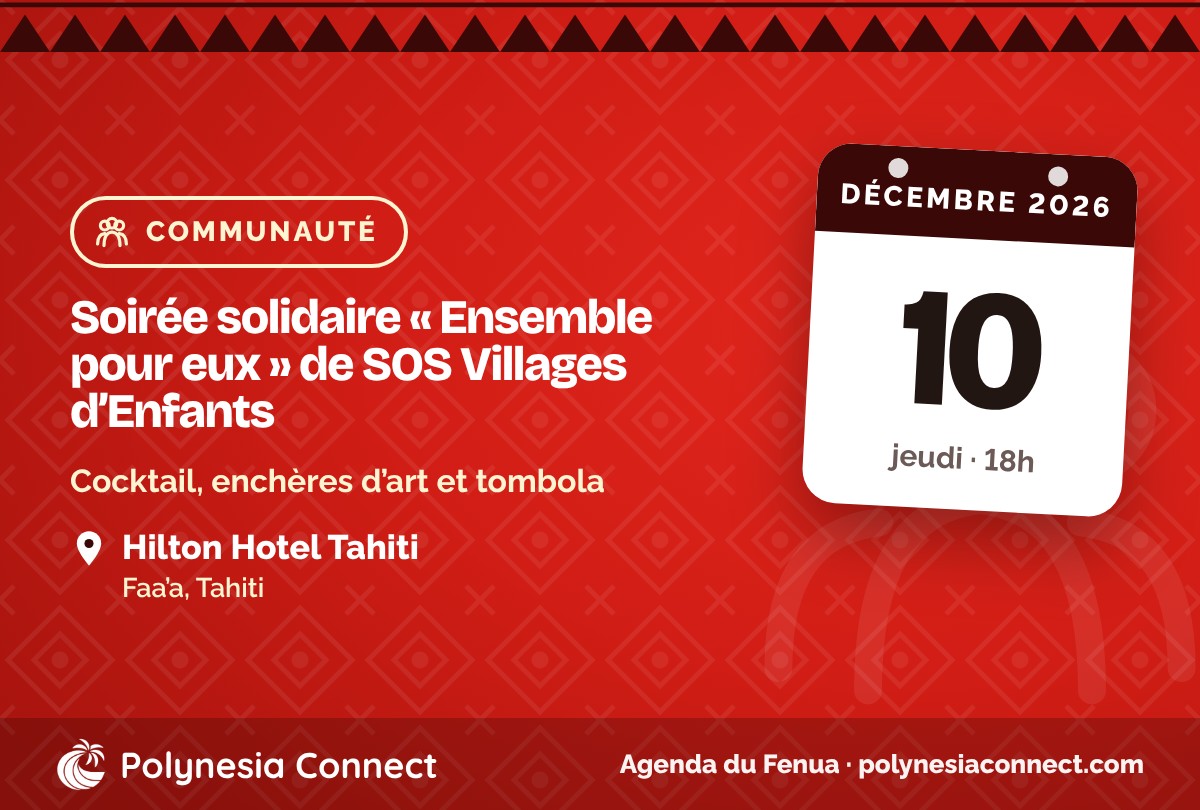 COMMUNAUTÉ
Soirée solidaire « Ensemble
pour eux » de SOS Villages
d’Enfants
Cocktail, enchères d’art et tombola
Hilton Hotel Tahiti
Faa’a, Tahiti
DÉCEMBRE 2026
10
jeudi · 18h
Polynesia Connect
Agenda du Fenua · polynesiaconnect.com